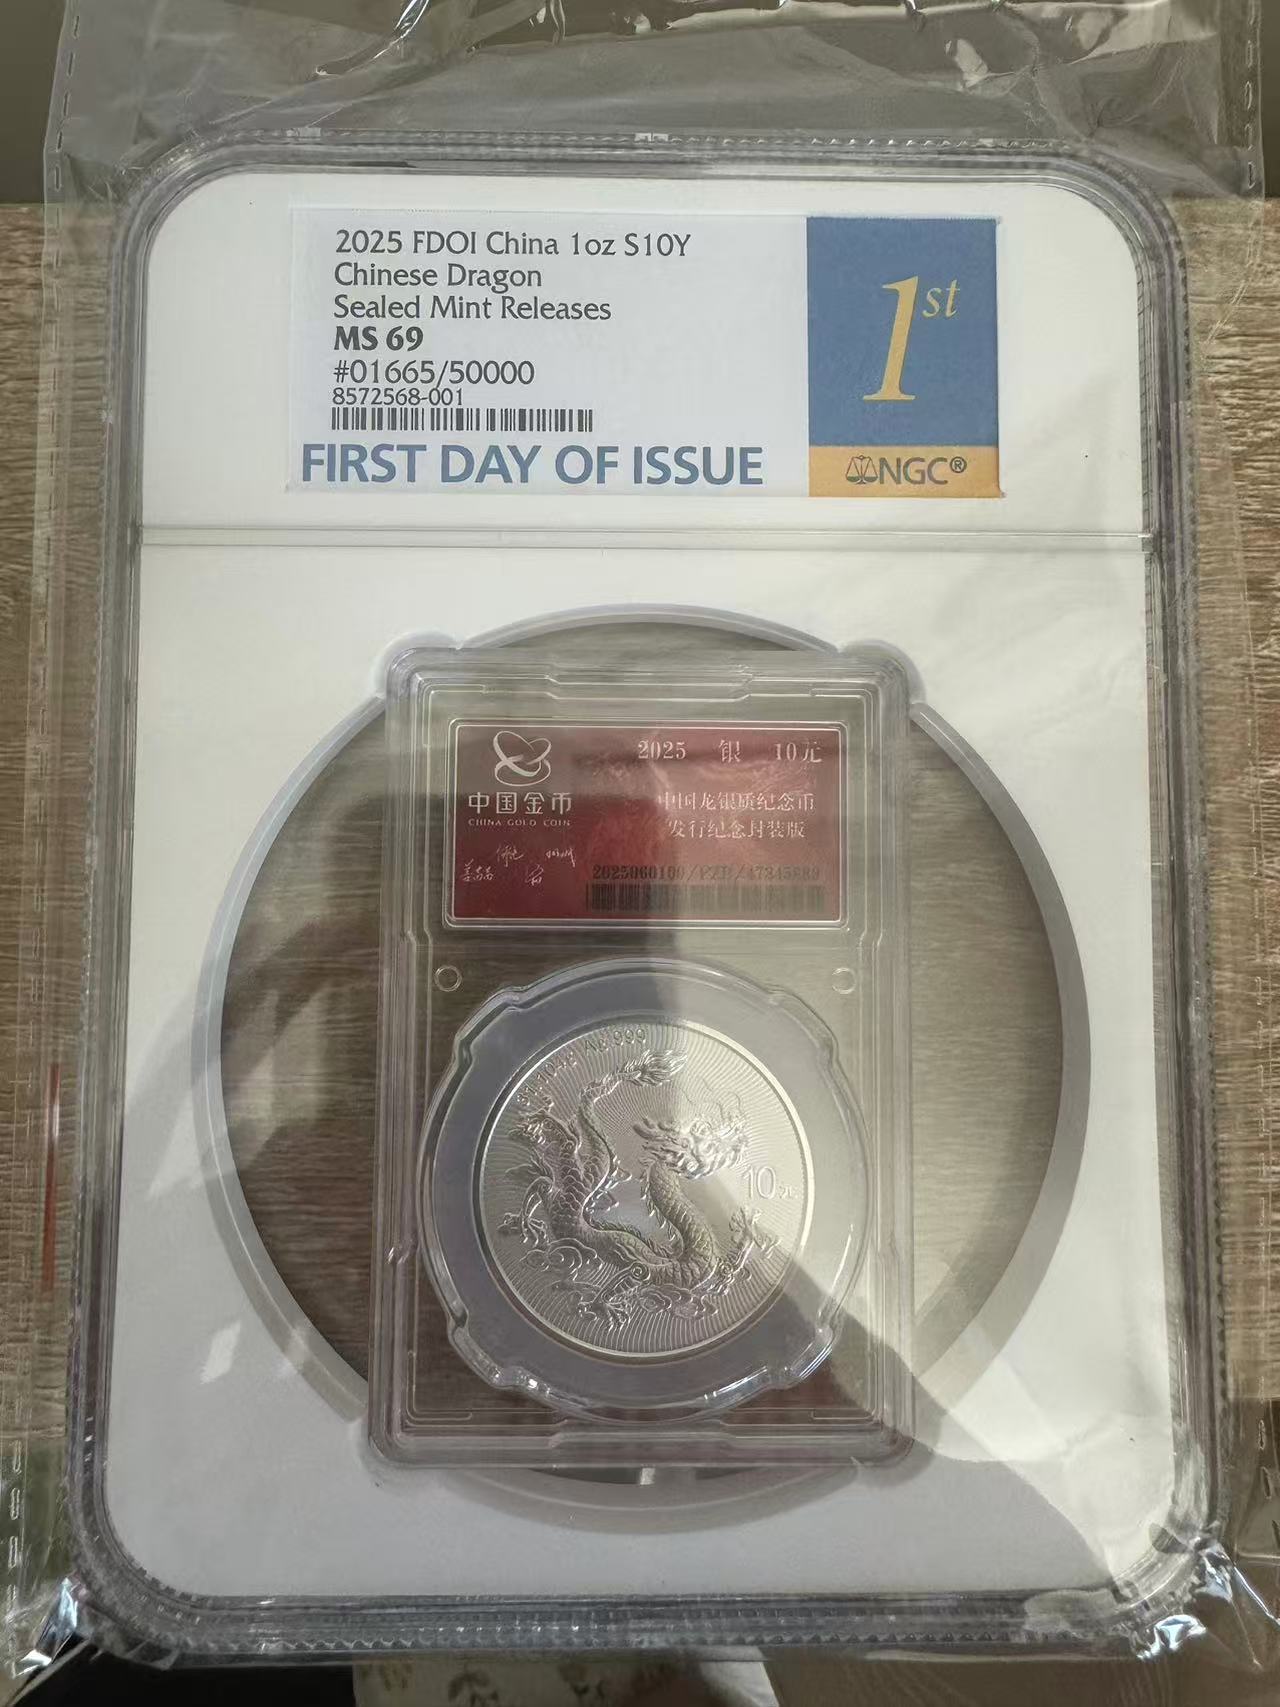 2025 FDOI China 1oz S10Y
Chinese Dragon
Sealed Mint Releases
MS 69
#01665/50000
8572568-001
FIRST DAY OF ISSUE
1st
NGC®
中国金币
CHINA GOLD COIN
2025 银 10元
中国龙银质纪念币
发行纪念封装版
Ag 999
10元